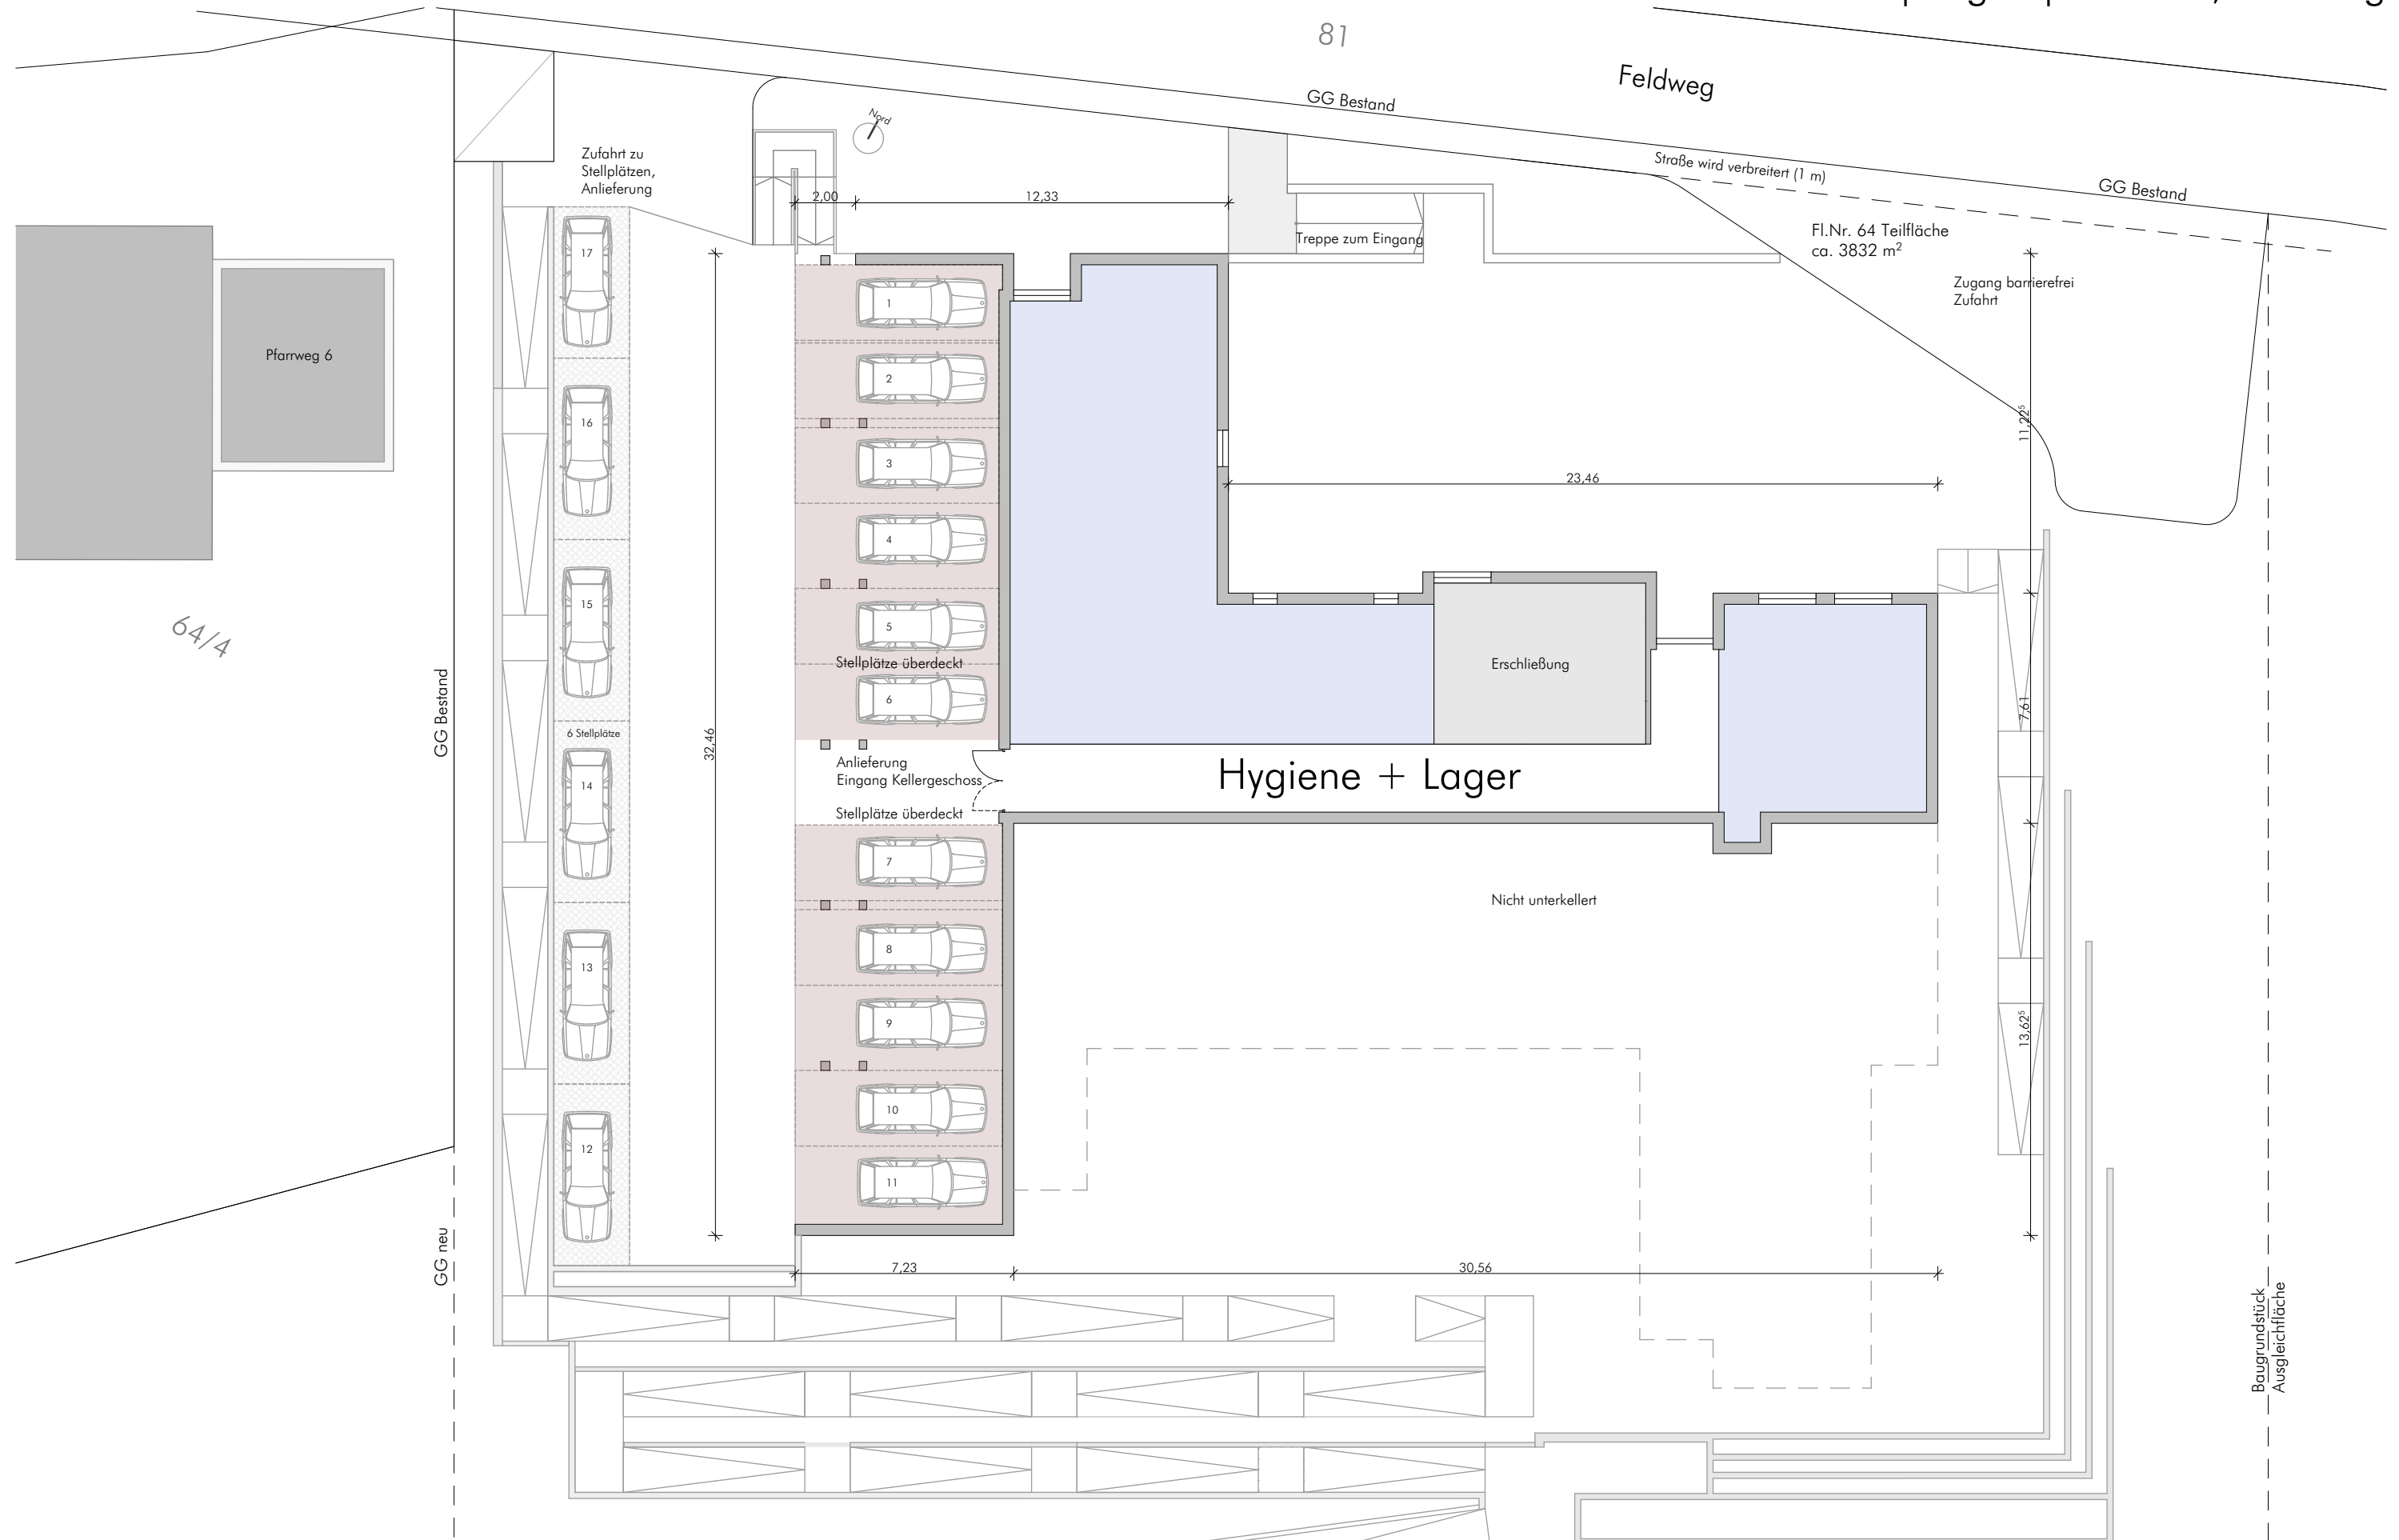 81
Feldweg
GG Bestand
Nord
Zufahrt zu
Stellplätzen,
Anlieferung
Straße wird verbreitert (1 m)
GG Bestand
2,00
12,33
17
Treppe zum Eingang
Fl.Nr. 64 Teilfläche
ca. 3832 m²
Zugang barrierefrei
Zufahrt
1
Pfarrweg 6
2
16
11,22⁵
3
23,46
4
15
5
64/4
Stellplätze überdeckt
Erschließung
6
GG Bestand
7,61
6 Stellplätze
32,46
Anlieferung
Eingang Kellergeschoss
Hygiene + Lager
14
Stellplätze überdeckt
7
Nicht unterkellert
8
13
9
13,62⁵
10
12
11
GG neu
7,23
30,56
Baugrundstück
Ausgleichfläche